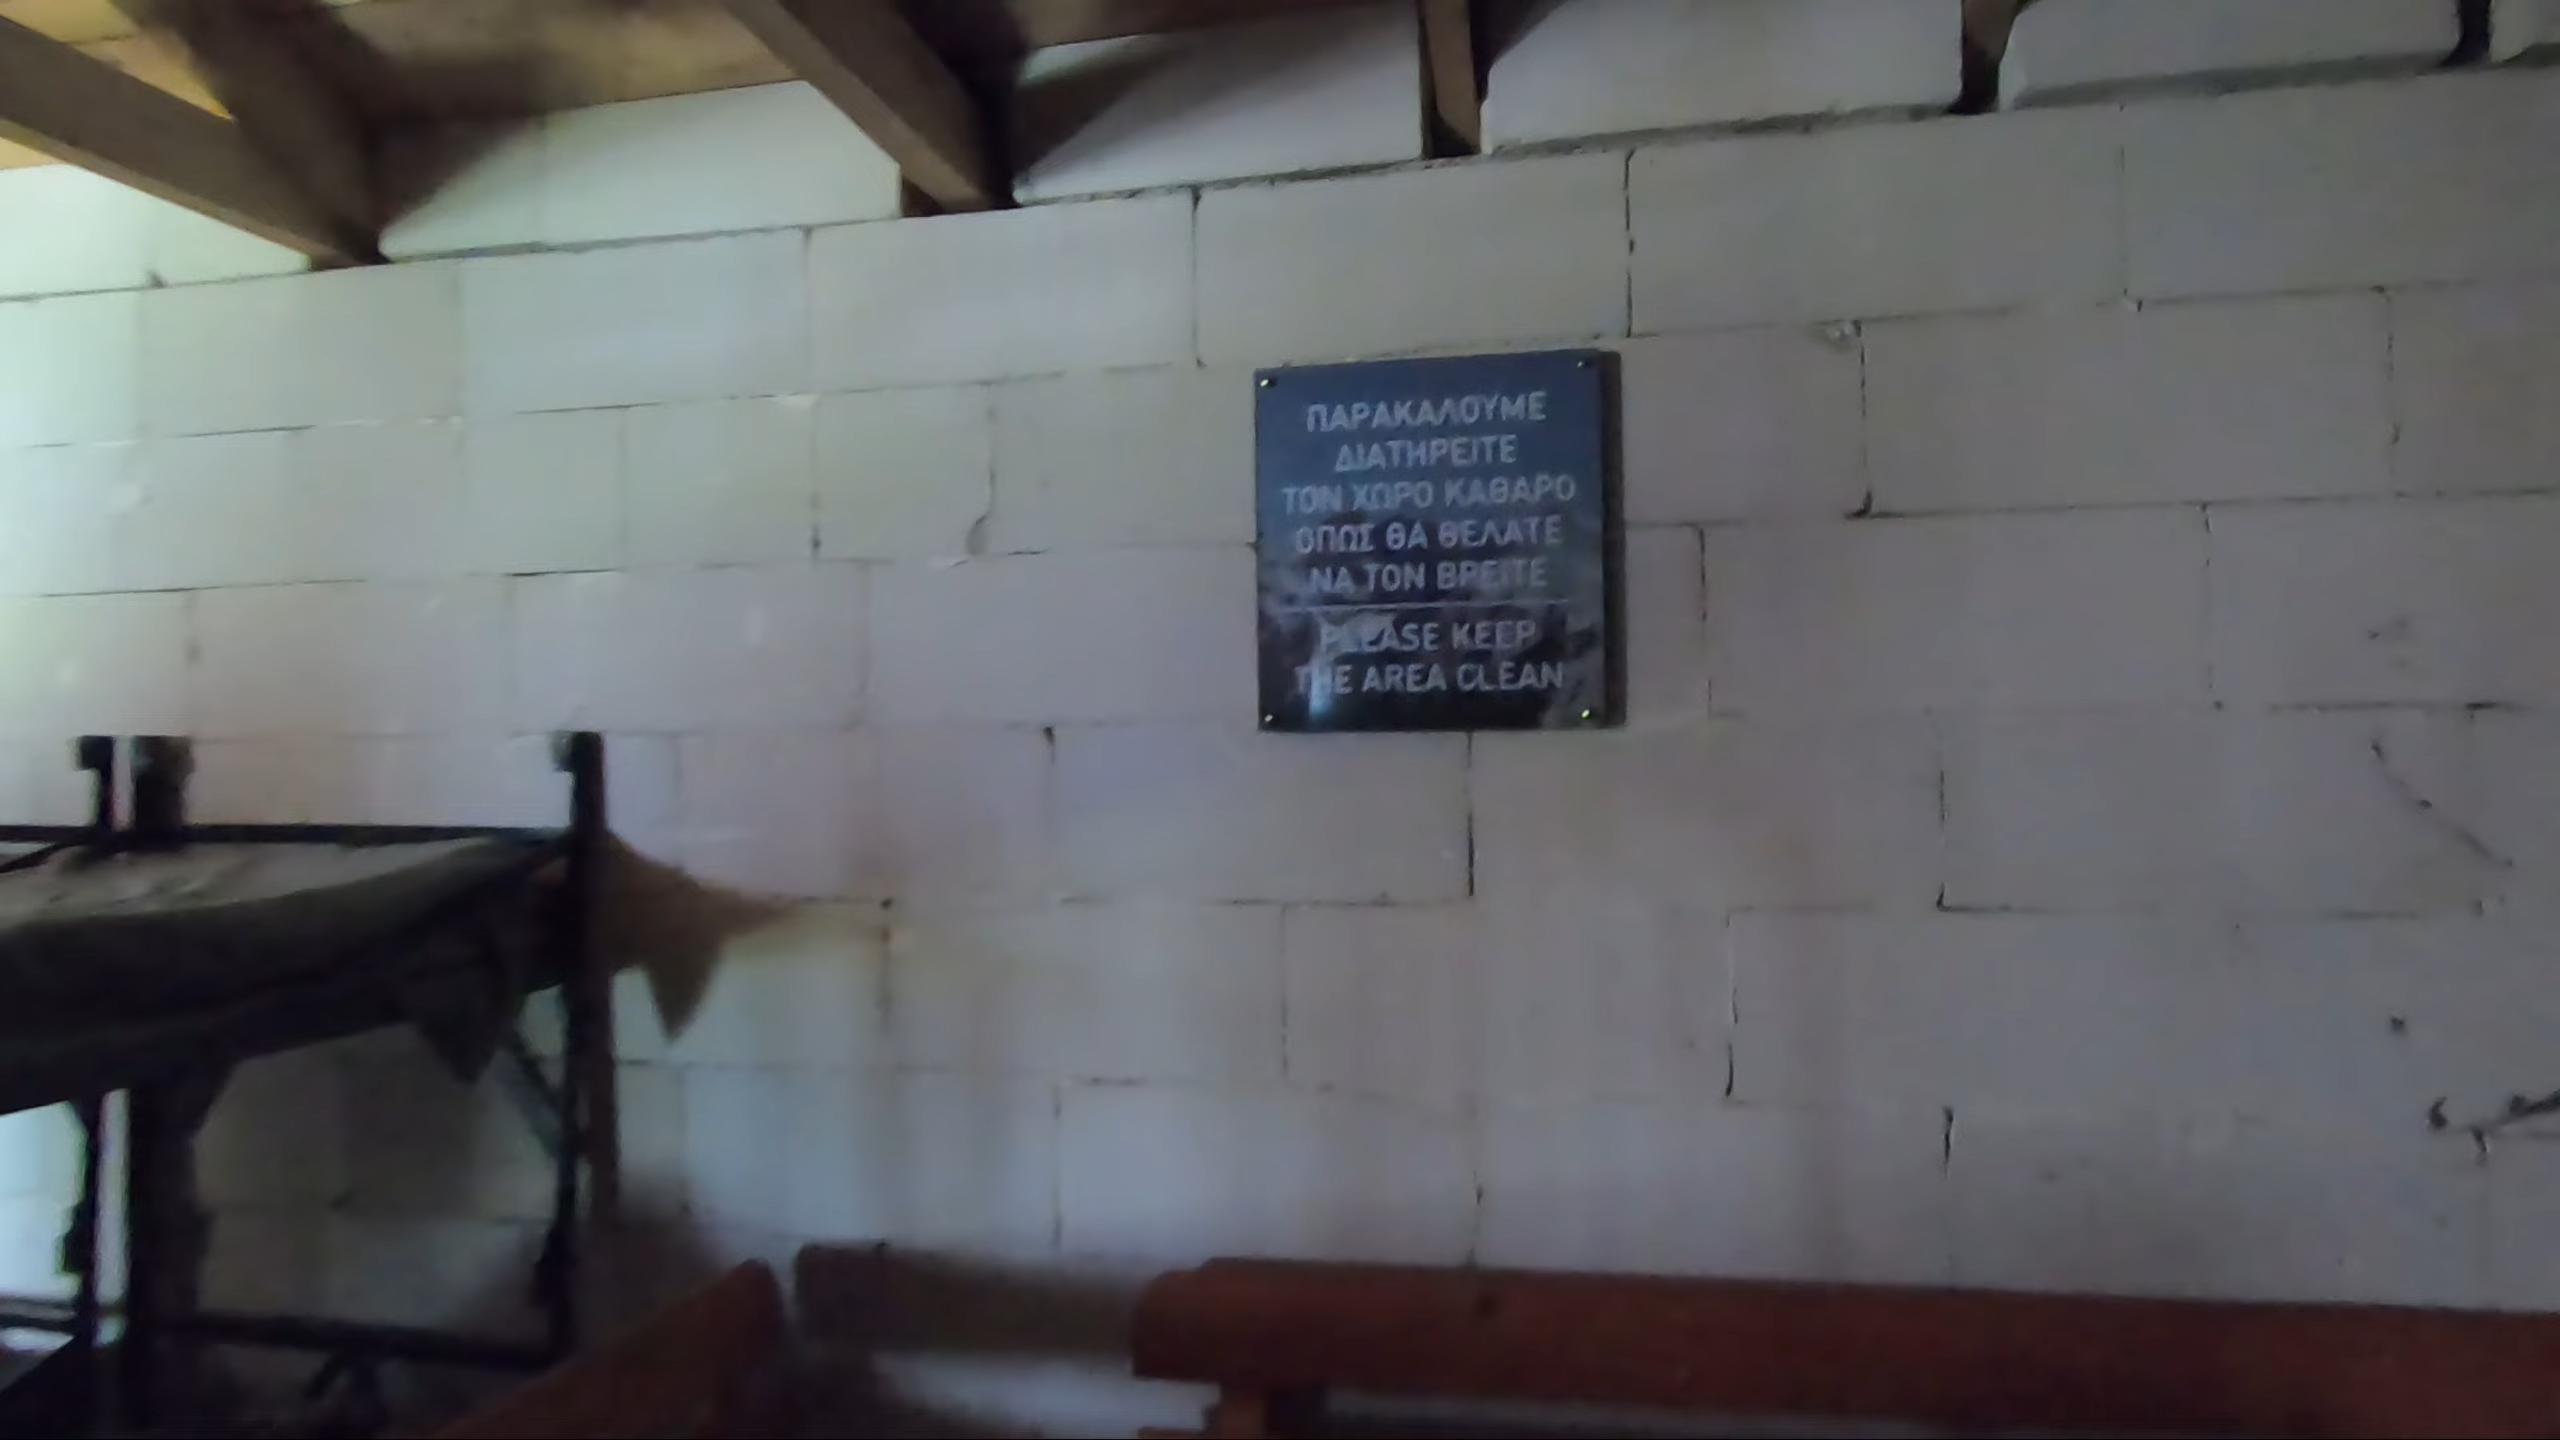 ΠΑΡΑΚΑΛΟΥΜΕ
ΔΙΑΤΗΡΕΙΤΕ
ΤΟΝ ΧΩΡΟ ΚΑΘΑΡΟ
ΟΠΩΣ ΘΑ ΘΕΛΑΤΕ
ΝΑ ΤΟΝ ΒΡΕΙΤΕ
PLEASE KEEP
THE AREA CLEAN